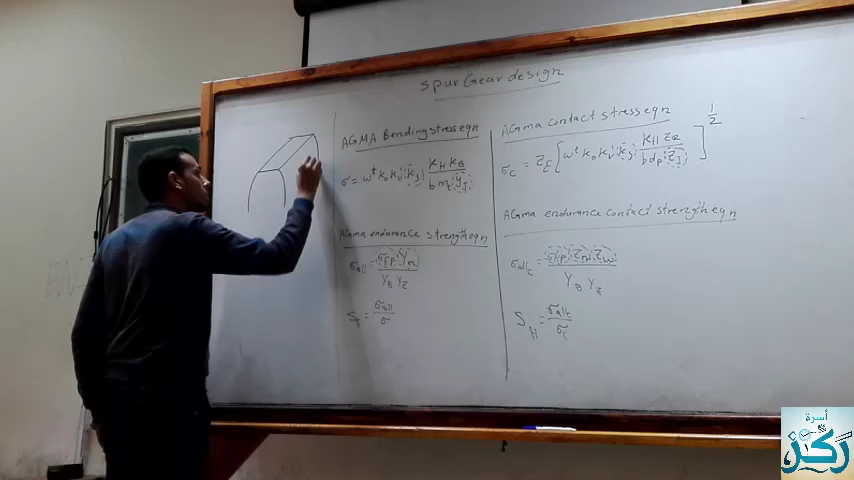 Spur Gear design
AGMA Bending stress eqn
σ = w^t k_o k_v k_s K_H K_B / b m_t Y_J
AGma endurance strength eqn
σ_all = σ_FP Y_N / Y_θ Y_Z
S_F = σ_all / σ
AGma contact stress eqn
σ_c = Z_E [ w^t k_o k_v k_s K_H Z_R / b d_p Z_I ]^1/2
AGma endurance contact strength eqn
σ_all_c = σ_HP Z_N Z_W / Y_θ Y_Z
S_H = σ_all_c / σ_c
أسرة
ركز